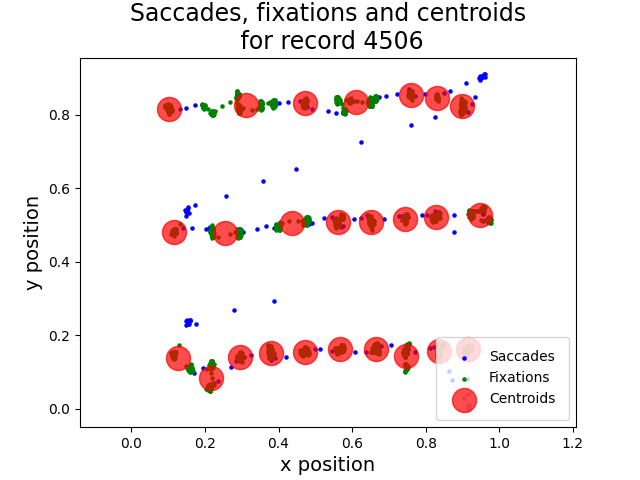 Saccades, fixations and centroids
for record 4506
y position
0.8
0.6
0.4
0.2
0.0
Saccades
Fixations
Centroids
0.0 0.2 0.4 0.6 0.8 1.0 1.2
x position